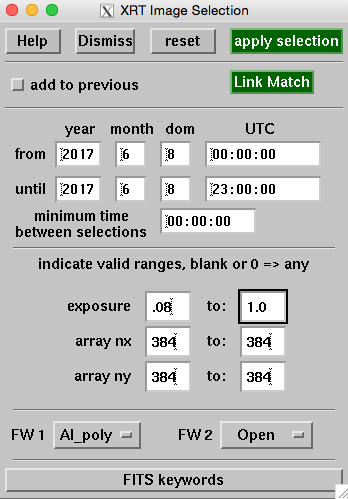 XRT Image Selection
Help Dismiss reset apply selection
add to previous Link Match
year month dom UTC
from 2017 6 8 00:00:00
until 2017 6 8 23:00:00
minimum time
between selections 00:00:00
indicate valid ranges, blank or 0 => any
exposure .08 to: 1.0
array nx 384 to: 384
array ny 384 to: 384
FW 1 Al_poly FW 2 Open
FITS keywords